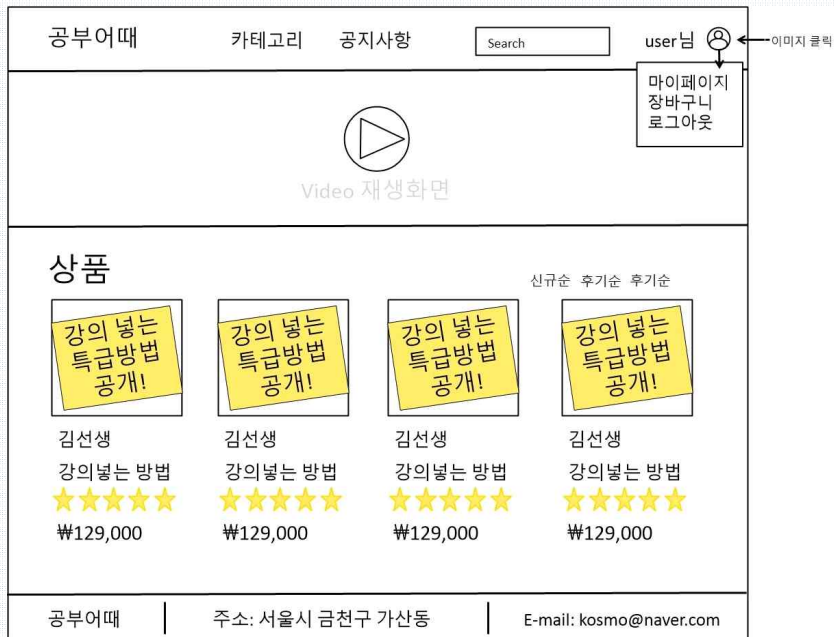 공부어때
카테고리
공지사항
Search
user님
이미지 클릭
마이페이지
장바구니
로그아웃
Video 재생화면
상품
신규순 후기순 후기순
강의 넣는
특급방법
공개!
강의 넣는
특급방법
공개!
강의 넣는
특급방법
공개!
강의 넣는
특급방법
공개!
김선생
김선생
김선생
김선생
강의넣는 방법
강의넣는 방법
강의넣는 방법
강의넣는 방법
₩129,000
₩129,000
₩129,000
₩129,000
공부어때
주소: 서울시 금천구 가산동
E-mail: kosmo@naver.com